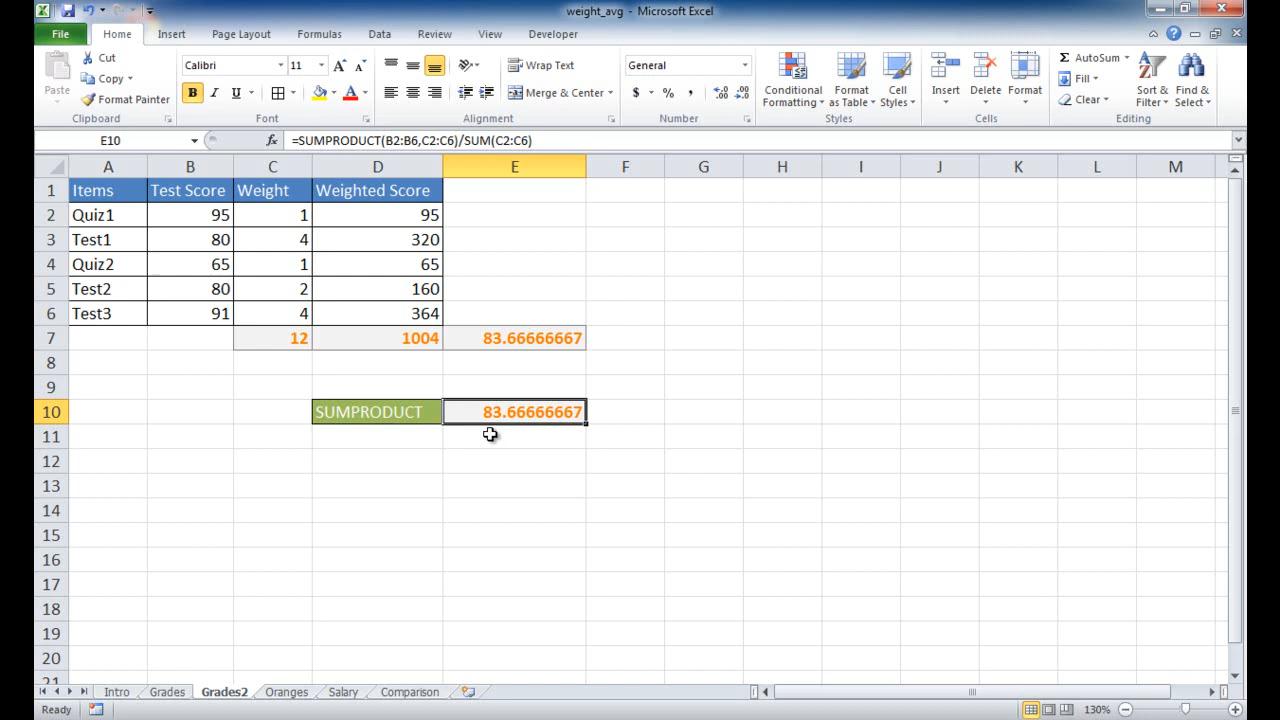 weight_avg - Microsoft Excel
File Home Insert Page Layout Formulas Data Review View Developer
Paste Cut Copy Format Painter Clipboard
Calibri 11 A A B I U A Font
Wrap Text Merge & Center Alignment
General $ % , .0 .00 .00 .0 Number
Conditional Formatting Format as Table Cell Styles Styles
Insert Delete Format Cells
Σ AutoSum Fill Clear Sort & Filter Find & Select Editing
E10 fx =SUMPRODUCT(B2:B6,C2:C6)/SUM(C2:C6)
A B C D E F G H I J K L M
1 Items Test Score Weight Weighted Score
2 Quiz1 95 1 95
3 Test1 80 4 320
4 Quiz2 65 1 65
5 Test2 80 2 160
6 Test3 91 4 364
7 12 1004 83.66666667
8
9
10 SUMPRODUCT 83.66666667
11
12
13
14
15
16
17
18
19
20
21
Intro Grades Grades2 Oranges Salary Comparison
Ready 130%